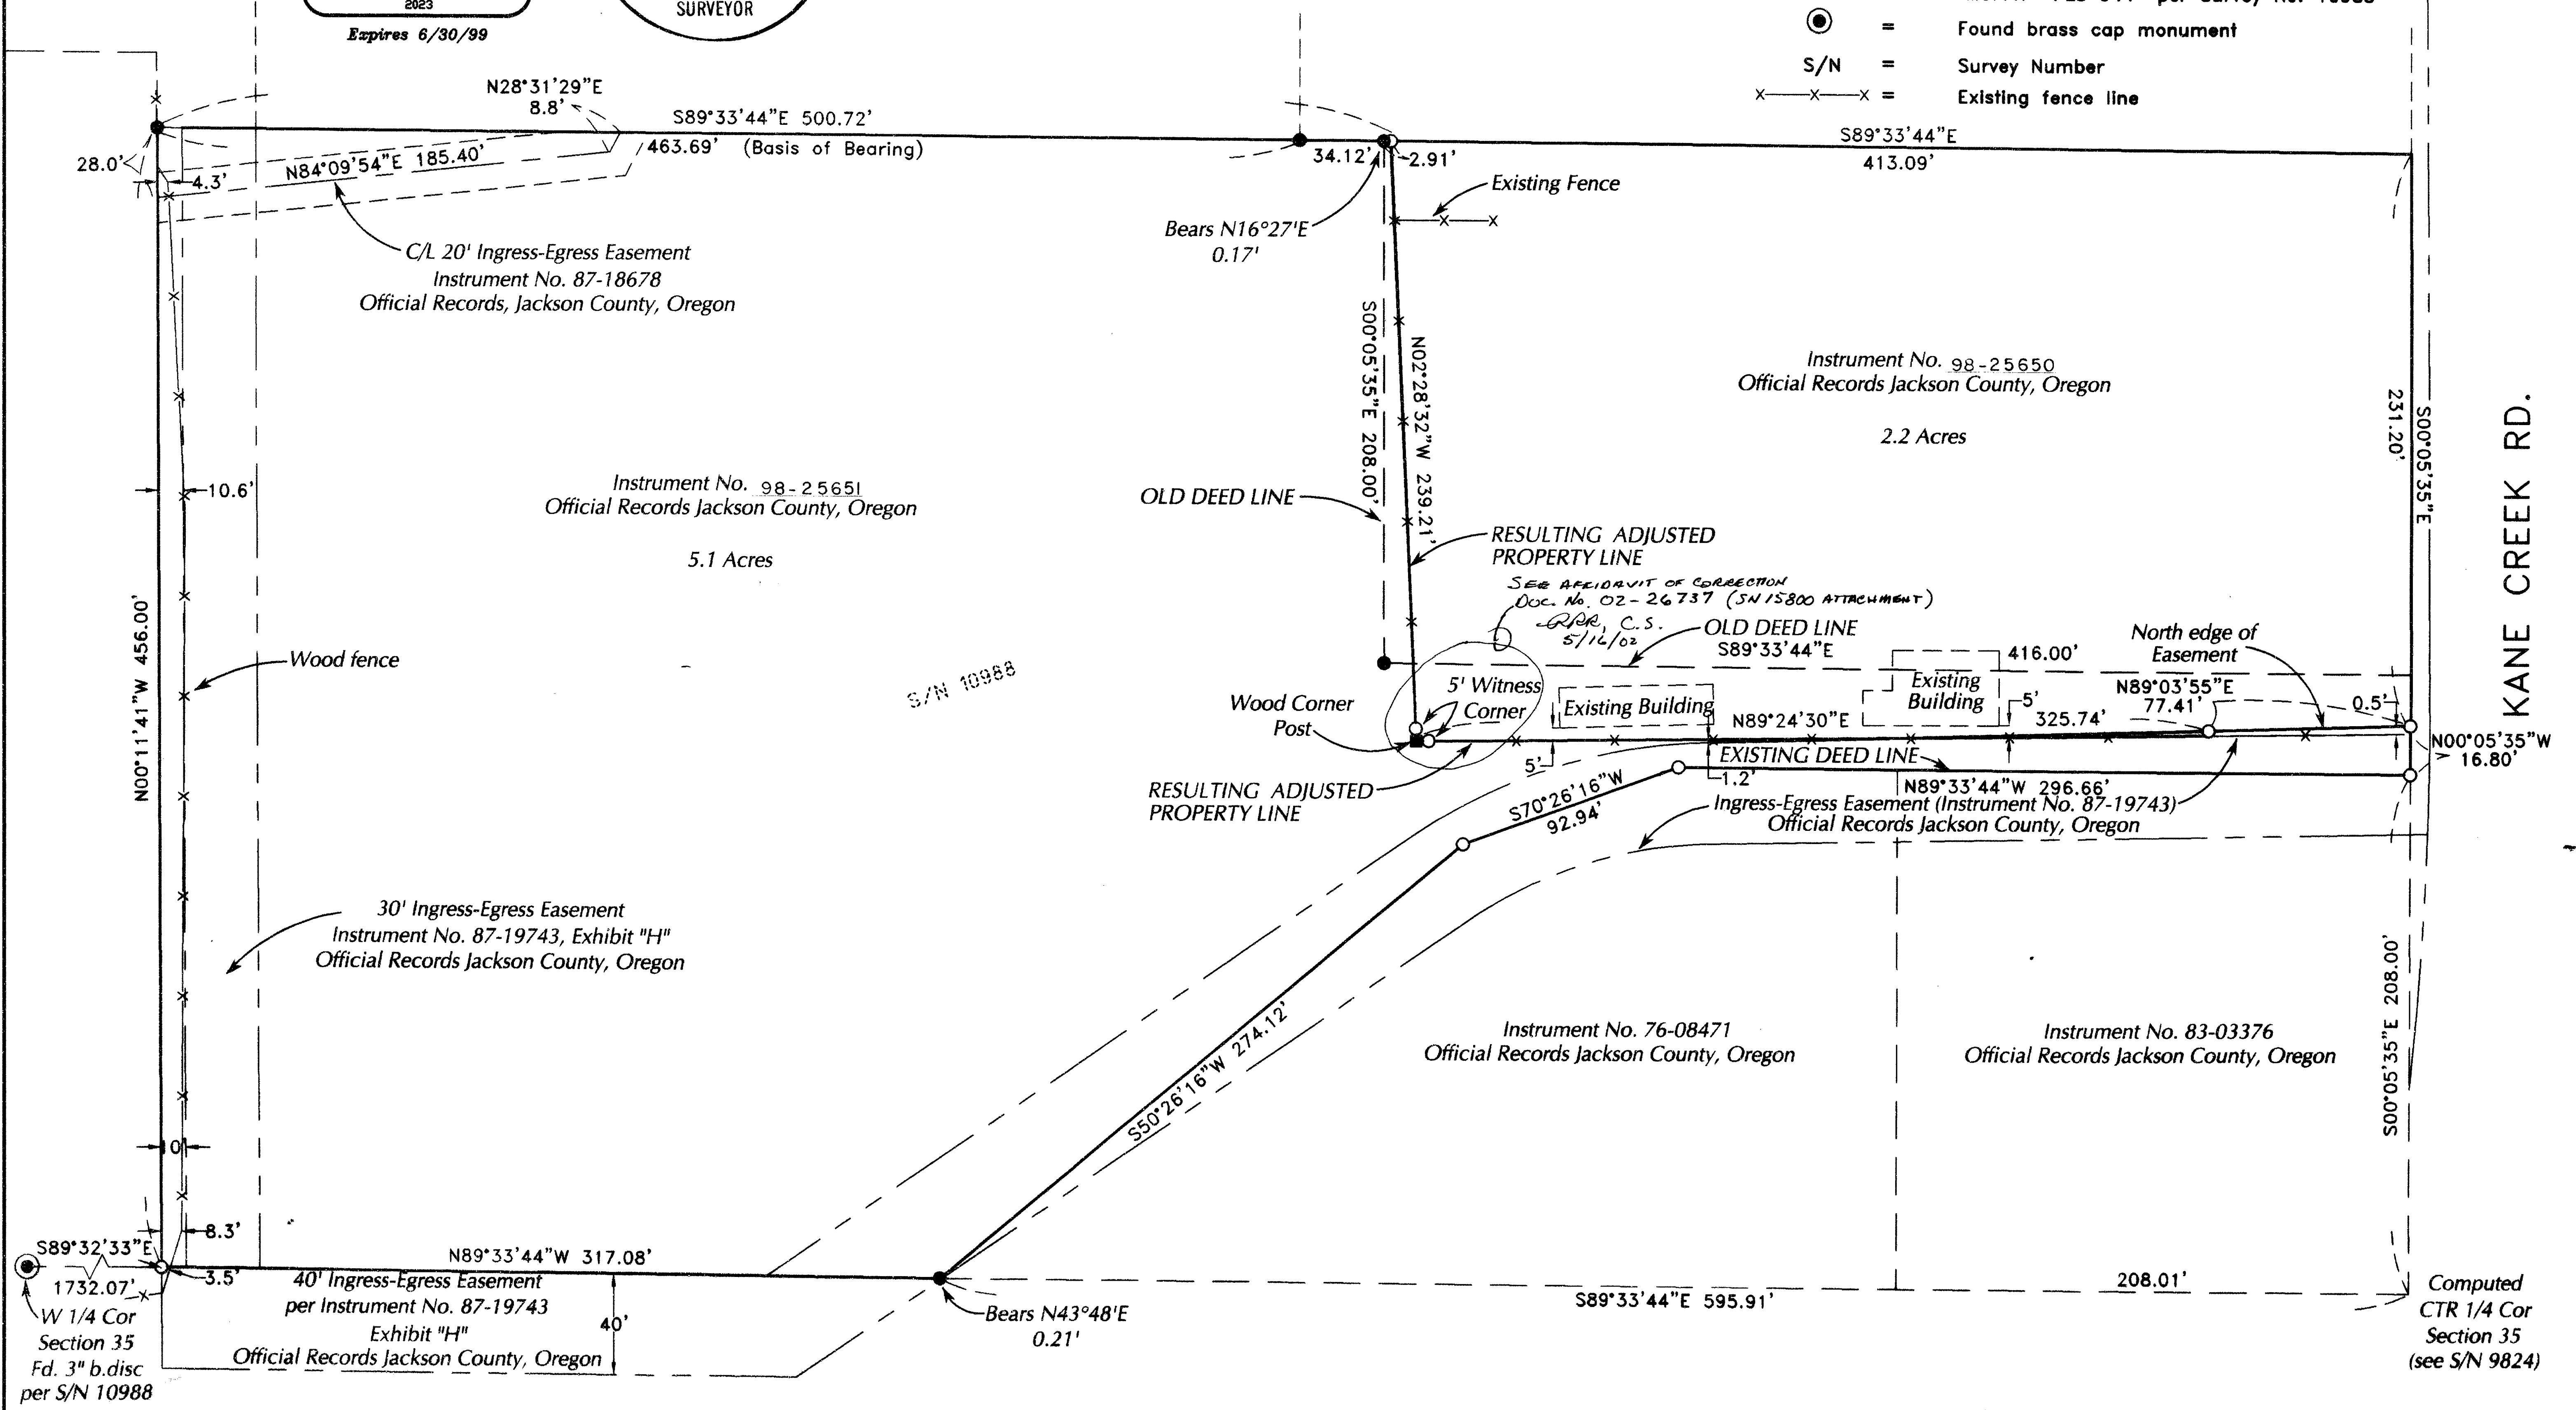 2023
SURVEYOR
Expires 6/30/99
per Survey No. 10988
= Found brass cap monument
S/N = Survey Number
x—x—x = Existing fence line
N28°31'29"E
8.8'
S89°33'44"E 500.72'
463.69' (Basis of Bearing)
28.0'
N84°09'54"E 185.40'
4.3'
34.12'
2.91'
S89°33'44"E
413.09'
Existing Fence
Bears N16°27'E
0.17'
C/L 20' Ingress-Egress Easement
Instrument No. 87-18678
Official Records, Jackson County, Oregon
S00°05'35"E 208.00'
N02°28'32"W 239.21'
Instrument No. 98-25650
Official Records Jackson County, Oregon
2.2 Acres
231.20'
S00°05'35"E
KANE CREEK RD.
10.6'
Instrument No. 98-25651
Official Records Jackson County, Oregon
5.1 Acres
OLD DEED LINE
RESULTING ADJUSTED
PROPERTY LINE
SEE AFFIDAVIT OF CORRECTION
DOC. No. 02-26737 (SN 15800 ATTACHMENT)
RRR, C.S.
5/16/02
OLD DEED LINE
S89°33'44"E
416.00'
North edge of
Easement
N00°11'41"W 456.00'
Wood fence
S/N 10988
Wood Corner
Post
5' Witness
Corner
Existing Building
Existing
Building
N89°24'30"E
5'
325.74'
N89°03'55"E
77.41'
0.5'
N00°05'35"W
16.80'
5'
EXISTING DEED LINE
1.2'
N89°33'44"W 296.66'
RESULTING ADJUSTED
PROPERTY LINE
S70°26'16"W
92.94'
Ingress-Egress Easement (Instrument No. 87-19743)
Official Records Jackson County, Oregon
30' Ingress-Egress Easement
Instrument No. 87-19743, Exhibit "H"
Official Records Jackson County, Oregon
S50°26'16"W 274.12'
Instrument No. 76-08471
Official Records Jackson County, Oregon
Instrument No. 83-03376
Official Records Jackson County, Oregon
S00°05'35"E 208.00'
10'
8.3'
S89°32'33"E
1732.07'
3.5'
N89°33'44"W 317.08'
40' Ingress-Egress Easement
per Instrument No. 87-19743
Exhibit "H"
Official Records Jackson County, Oregon
40'
W 1/4 Cor
Section 35
Fd. 3" b.disc
per S/N 10988
Bears N43°48'E
0.21'
S89°33'44"E 595.91'
208.01'
Computed
CTR 1/4 Cor
Section 35
(see S/N 9824)